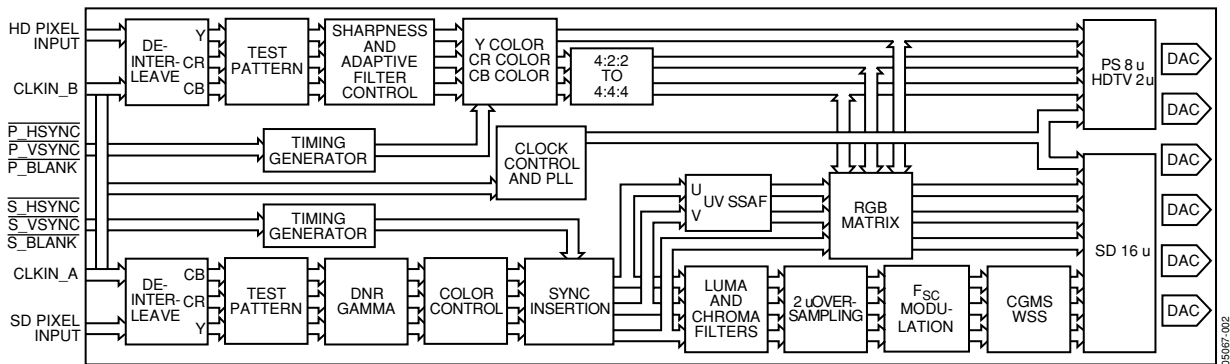 HD PIXEL
INPUT
CLKIN_B
P_HSYNC
P_VSYNC
P_BLANK
S_HSYNC
S_VSYNC
S_BLANK
CLKIN_A
SD PIXEL
INPUT
DE-
INTER-
LEAVE
Y
CR
CB
TEST
PATTERN
SHARPNESS
AND
ADAPTIVE
FILTER
CONTROL
Y COLOR
CR COLOR
CB COLOR
4:2:2
TO
4:4:4
PS 8 u
HDTV 2u
TIMING
GENERATOR
CLOCK
CONTROL
AND PLL
TIMING
GENERATOR
U
V
UV SSAF
RGB
MATRIX
SD 16 u
DE-
INTER-
LEAVE
CB
CR
Y
TEST
PATTERN
DNR
GAMMA
COLOR
CONTROL
SYNC
INSERTION
LUMA
AND
CHROMA
FILTERS
2 uOVER-
SAMPLING
FSC
MODU-
LATION
CGMS
WSS
DAC
DAC
DAC
DAC
DAC
DAC
05067-002